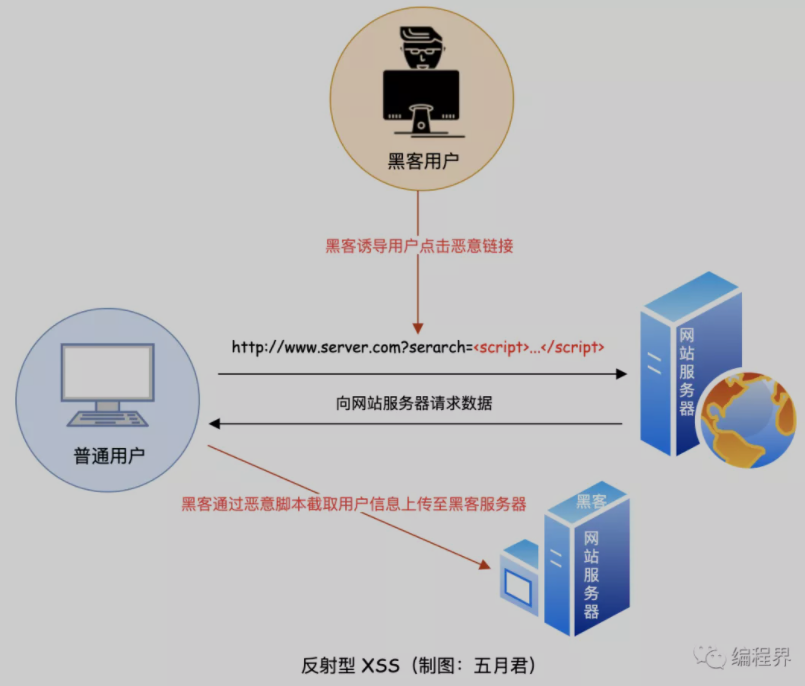 黑客用户
黑客诱导用户点击恶意链接
http://www.server.com?serarch=<script>...</script>
向网站服务器请求数据
网站服务器
普通用户
黑客通过恶意脚本截取用户信息上传至黑客服务器
黑客
网站服务器
反射型 XSS（制图：五月君）
编程界